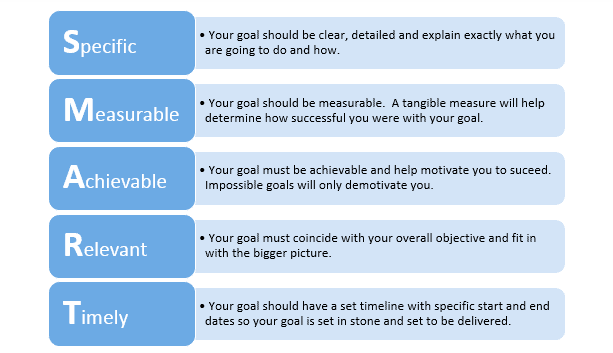 Specific
• Your goal should be clear, detailed and explain exactly what you
are going to do and how.
Measurable
• Your goal should be measurable.  A tangible measure will help
determine how successful you were with your goal.
Achievable
• Your goal must be achievable and help motivate you to suceed.
Impossible goals will only demotivate you.
Relevant
• Your goal must coincide with your overall objective and fit in
with the bigger picture.
Timely
• Your goal should have a set timeline with specific start and end
dates so your goal is set in stone and set to be delivered.